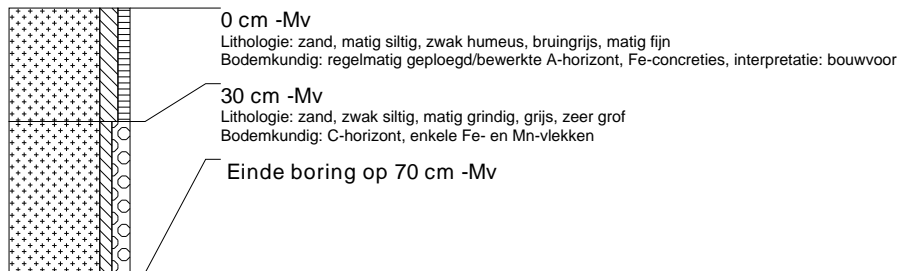 0 cm -Mv
Lithologie: zand, matig siltig, zwak humeus, bruingrijs, matig fijn
Bodemkundig: regelmatig geploegd/bewerkte A-horizont, Fe-concreties, interpretatie: bouwvoor
30 cm -Mv
Lithologie: zand, zwak siltig, matig grindig, grijs, zeer grof
Bodemkundig: C-horizont, enkele Fe- en Mn-vlekken
Einde boring op 70 cm -Mv